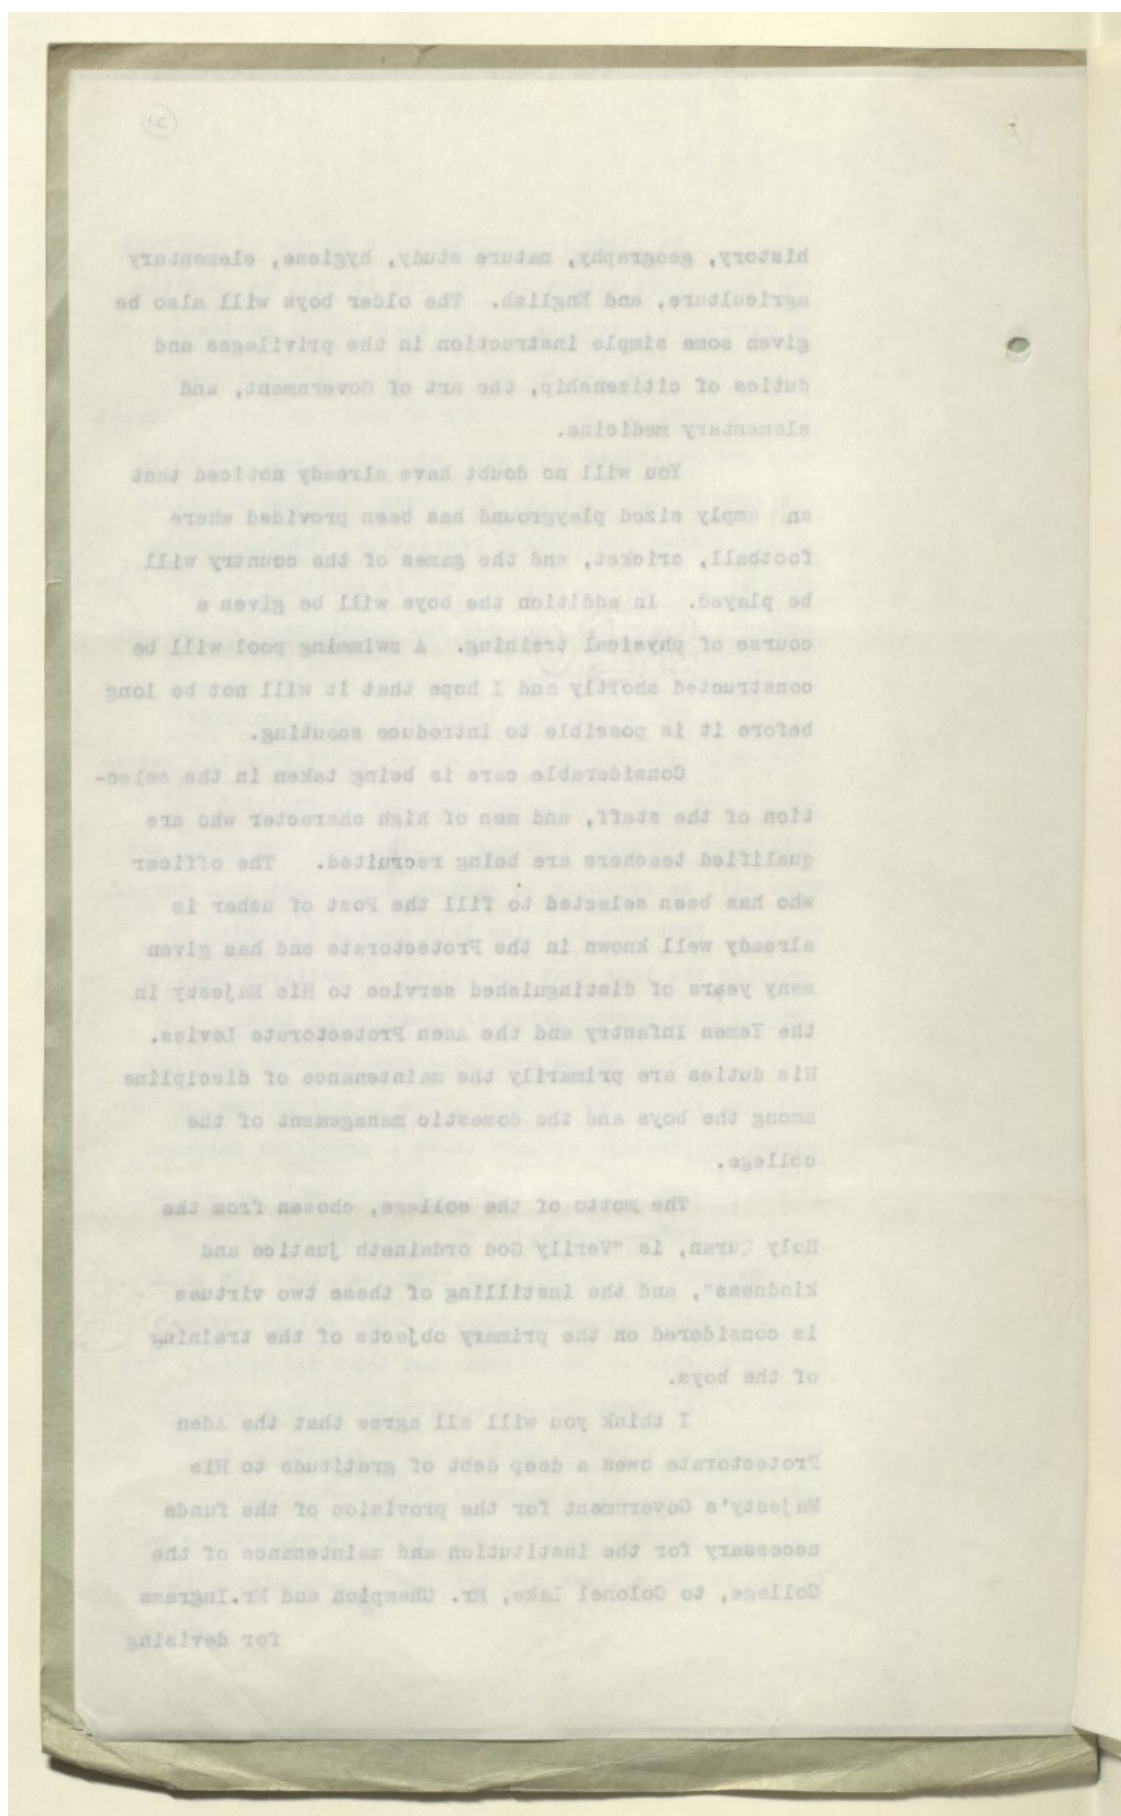 history, geography, nature study, hygiene, elementary
agriculture, and English. The older boys will also be
given some simple instruction in the privileges and
duties of citizenship, the art of Government, and
elementary medicine.
You will no doubt have already noticed that
an amply sized playground has been provided where
football, cricket, and the games of the country will
be played. In addition the boys will be given a
course of physical training. A swimming pool will be
constructed shortly and I hope that it will not be long
before it is possible to introduce scouting.
Considerable care is being taken in the selec-
tion of the staff, and men of high character who are
qualified teachers are being recruited. The officer
who has been selected to fill the Post of usher is
already well known in the Protectorate and has given
many years of distinguished service to His Majesty in
the Yemen Infantry and the Aden Protectorate Levies.
His duties are primarily the maintenance of discipline
among the boys and the domestic management of the
college.
The motto of the college, chosen from the
Holy Quran, is "Verily God ordaineth justice and
kindness", and the instilling of these two virtues
is considered on the primary objects of the training
of the boys.
I think you will all agree that the Aden
Protectorate owes a deep debt of gratitude to His
Majesty's Government for the provision of the funds
necessary for the institution and maintenance of the
College, to Colonel Lake, Mr. Champion and Mr.Ingrams
for devising